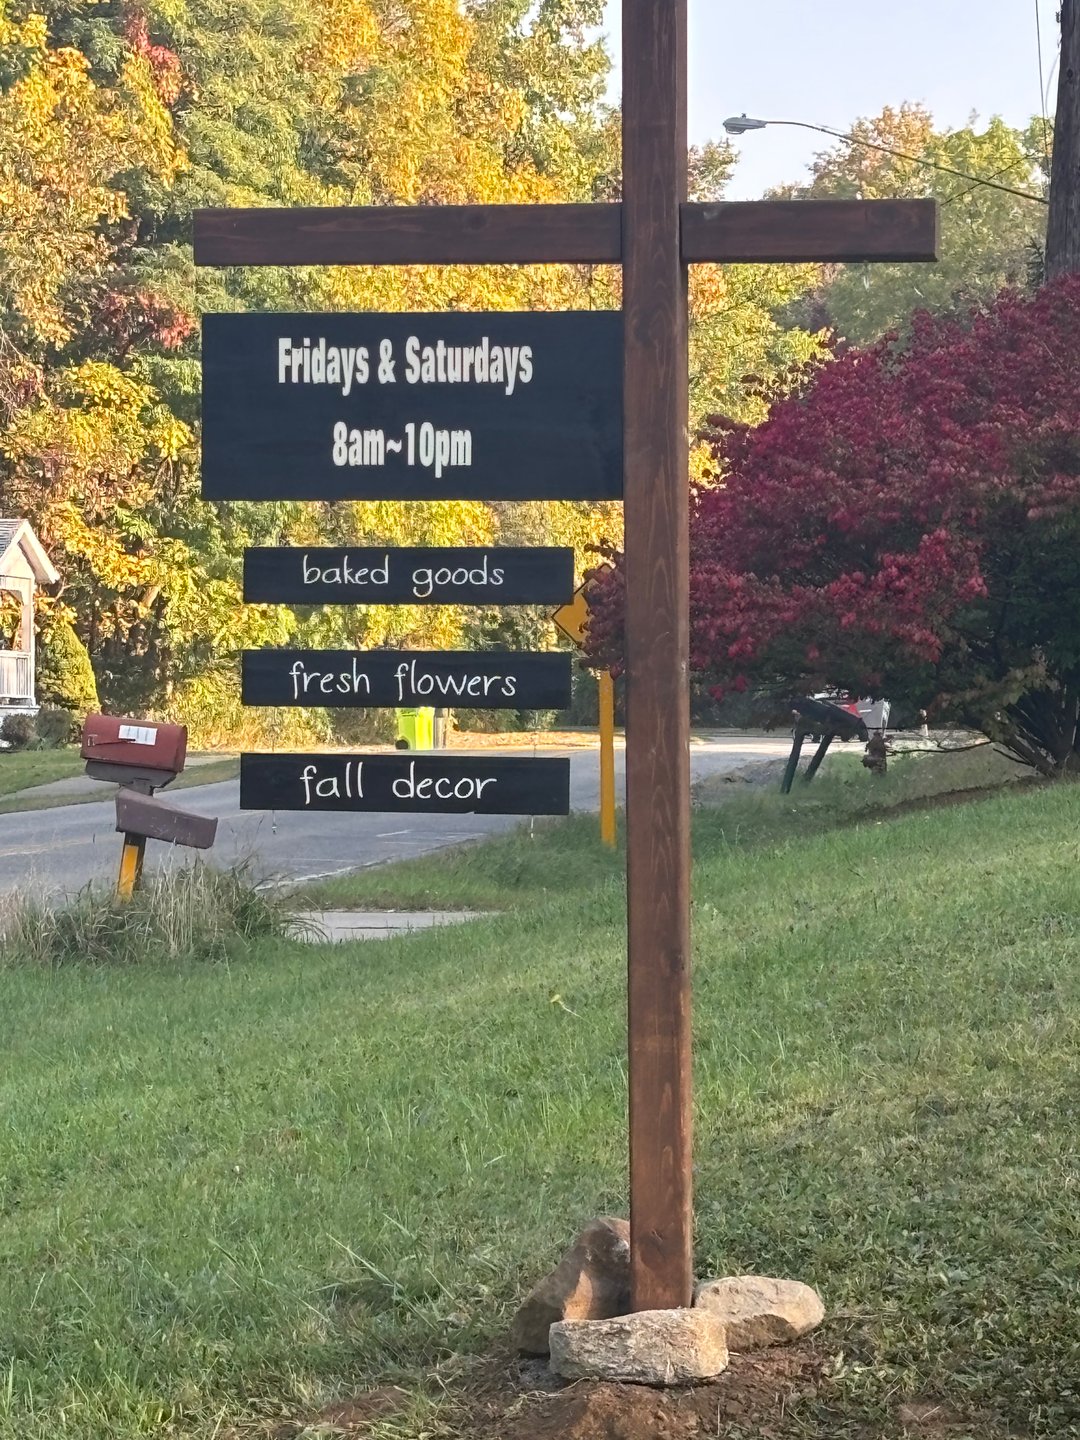 Fridays & Saturdays
8am~10pm
baked goods
fresh flowers
fall decor